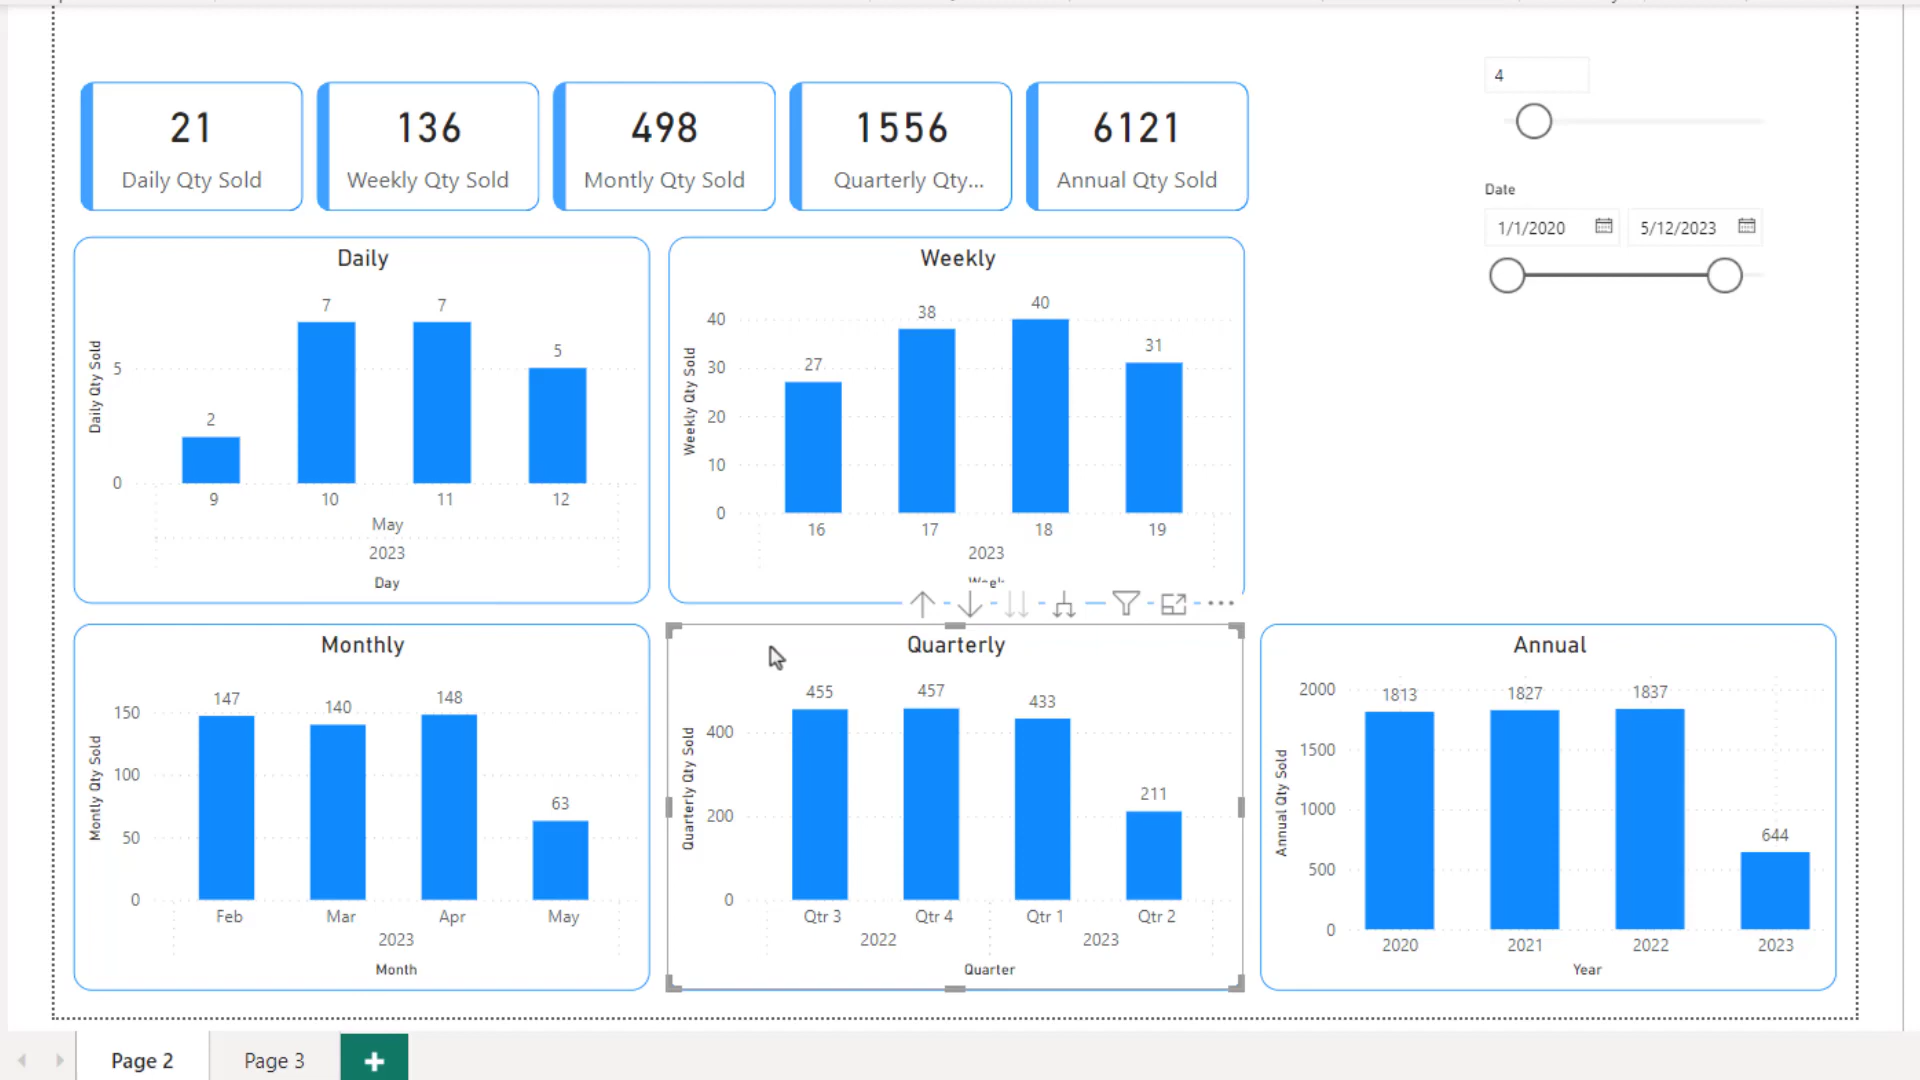 21
Daily Qty Sold
136
Weekly Qty Sold
498
Montly Qty Sold
1556
Quarterly Qty...
6121
Annual Qty Sold
4
Date
1/1/2020
5/12/2023
Daily
Daily Qty Sold
5
0
2
7
7
5
9
10
11
12
May
2023
Day
Weekly
Weekly Qty Sold
40
30
20
10
0
27
38
40
31
16
17
18
19
2023
Week
Monthly
Montly Qty Sold
150
100
50
0
147
140
148
63
Feb
Mar
Apr
May
2023
Month
Quarterly
Quarterly Qty Sold
400
200
0
455
457
433
211
Qtr 3
Qtr 4
Qtr 1
Qtr 2
2022
2023
Quarter
Annual
Annual Qty Sold
2000
1500
1000
500
0
1813
1827
1837
644
2020
2021
2022
2023
Year
Page 2
Page 3